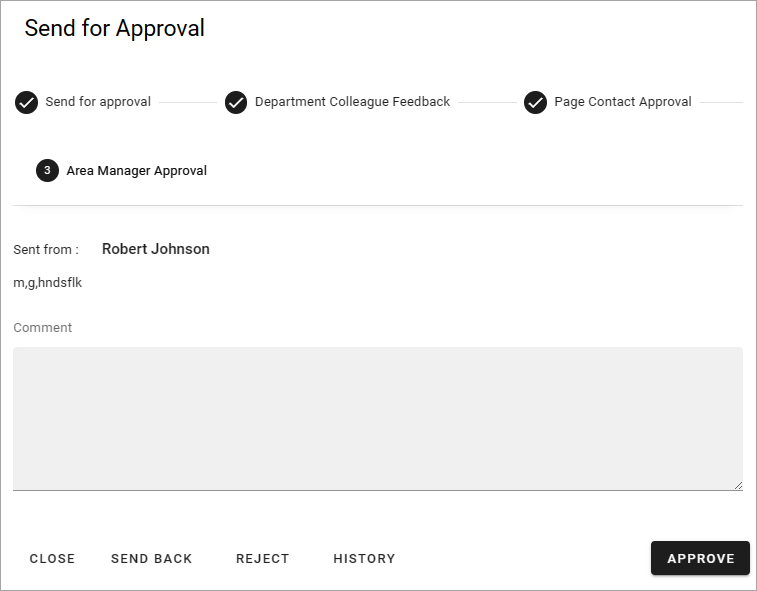 Send for Approval
Send for approval Department Colleague Feedback Page Contact Approval
3 Area Manager Approval
Sent from : Robert Johnson
m,g,hndsflk
Comment
CLOSE SEND BACK REJECT HISTORY APPROVE